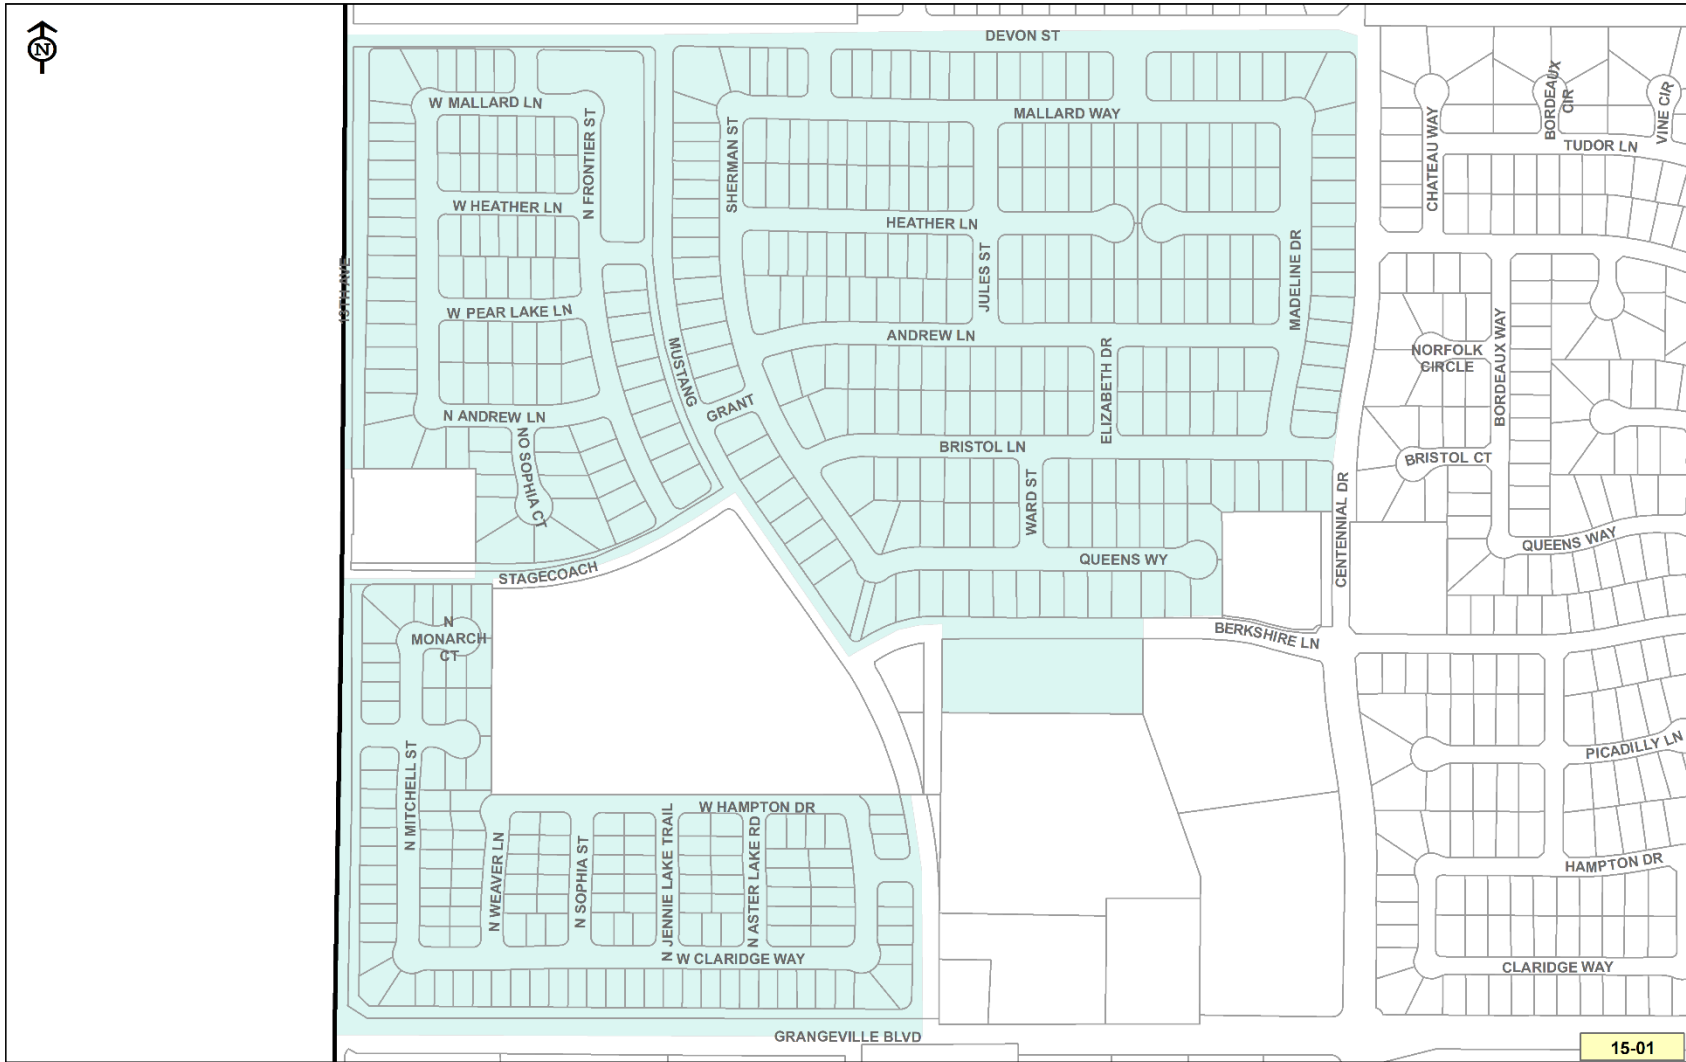 N
DEVON ST
W MALLARD LN
N FRONTIER ST
SHERMAN ST
MALLARD WAY
CHATEAU WAY
BORDEAUX
CIR
VINE CIR
TUDOR LN
W HEATHER LN
HEATHER LN
JULES ST
MADELINE DR
W PEAR LAKE LN
MUSTANG
ANDREW LN
ELIZABETH DR
NORFOLK
CIRCLE
BORDEAUX WAY
GRANT
N ANDREW LN
NO SOPHIA CT
BRISTOL LN
BRISTOL CT
WARD ST
CENTENNIAL DR
QUEENS WAY
QUEENS WY
STAGECOACH
N
MONARCH
CT
BERKSHIRE LN
N MITCHELL ST
PICADILLY LN
W HAMPTON DR
N WEAVER LN
N SOPHIA ST
N JENNIE LAKE TRAIL
N ASTER LAKE RD
HAMPTON DR
W CLARIDGE WAY
CLARIDGE WAY
GRANGEVILLE BLVD
15-01